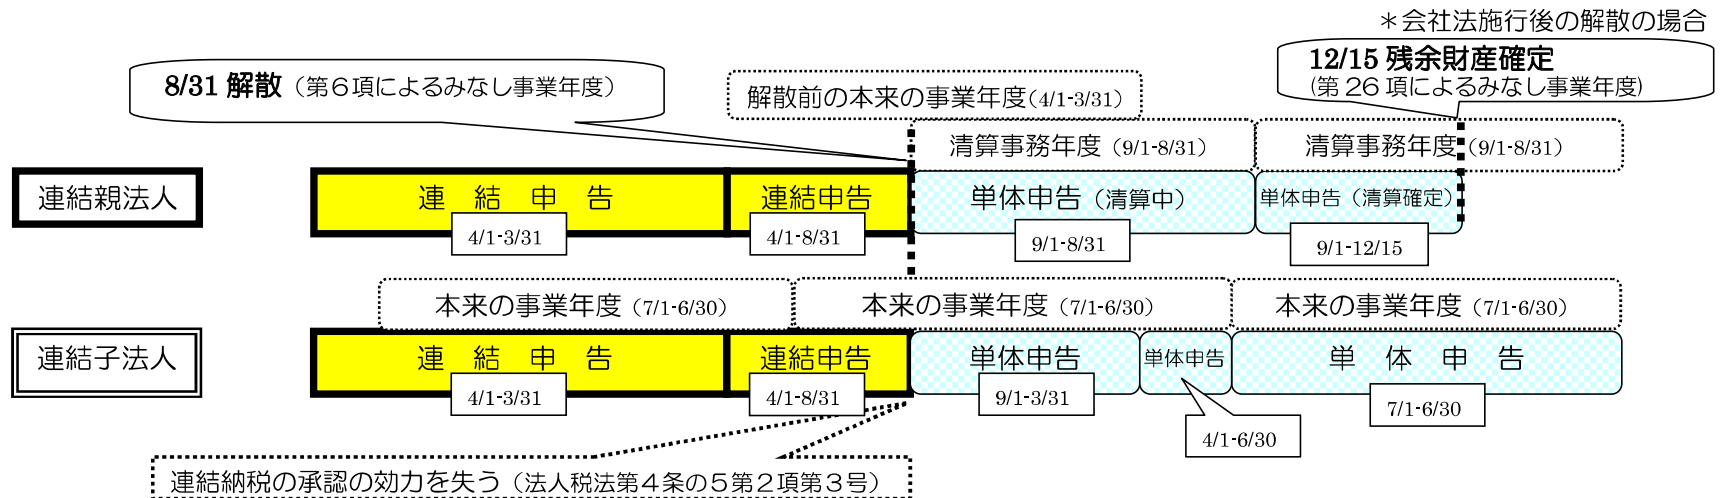 ＊会社法施行後の解散の場合
8/31 解散（第６項によるみなし事業年度）
解散前の本来の事業年度(4/1-3/31)
12/15 残余財産確定
(第 26 項によるみなし事業年度)
清算事務年度（9/1-8/31）
清算事務年度（9/1-8/31）
連結親法人
連　結　申　告
連結申告
単体申告（清算中）
単体申告（清算確定）
4/1-3/31
4/1-8/31
9/1-8/31
9/1-12/15
本来の事業年度（7/1-6/30）
本来の事業年度（7/1-6/30）
本来の事業年度（7/1-6/30）
連結子法人
連　結　申　告
連結申告
単体申告
単体申告
単　体　申　告
4/1-3/31
4/1-8/31
9/1-3/31
7/1-6/30
4/1-6/30
連結納税の承認の効力を失う（法人税法第４条の５第２項第３号）